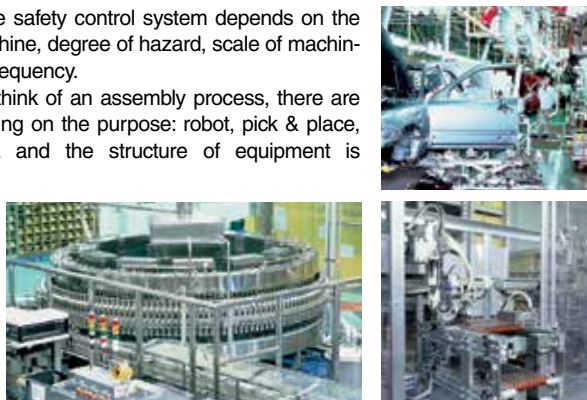 e safety control system depends on the
hine, degree of hazard, scale of machin-
equency.
think of an assembly process, there are
ing on the purpose: robot, pick & place,
and the structure of equipment is